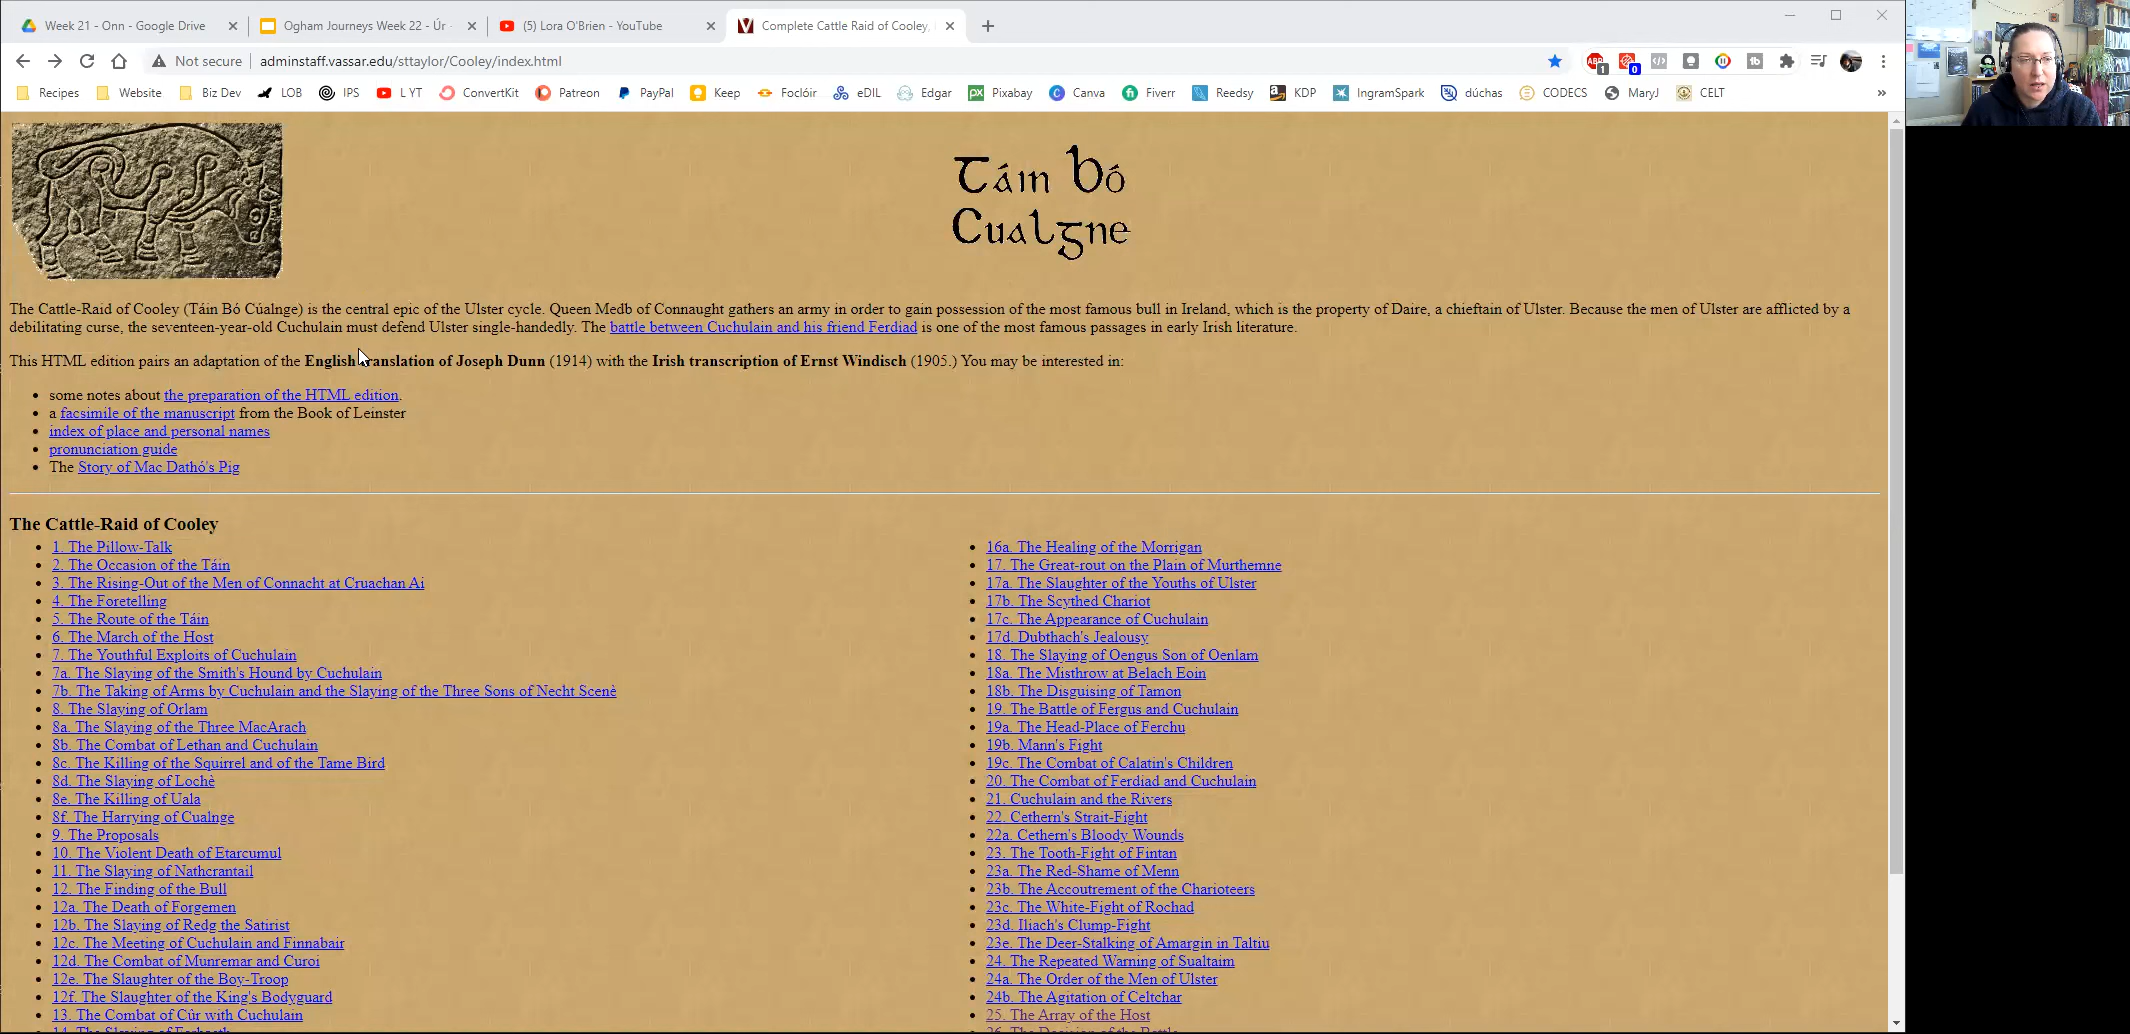 Week 21 - Onn - Google Drive
Ogham Journeys Week 22 - Úr -
(5) Lora O'Brien - YouTube
Complete Cattle Raid of Cooley,
Not secure
adminstaff.vassar.edu/sttaylor/Cooley/index.html
ABP
1
0
Recipes
Website
Biz Dev
LOB
IPS
L YT
ConvertKit
Patreon
PayPal
Keep
Foclóir
eDIL
Edgar
Pixabay
Canva
Fiverr
Reedsy
KDP
IngramSpark
dúchas
CODECS
MaryJ
CELT
Táin bó
Cualgne
The Cattle-Raid of Cooley (Táin Bó Cúalnge) is the central epic of the Ulster cycle. Queen Medb of Connaught gathers an army in order to gain possession of the most famous bull in Ireland, which is the property of Daire, a chieftain of Ulster. Because the men of Ulster are afflicted by a
debilitating curse, the seventeen-year-old Cuchulain must defend Ulster single-handedly. The battle between Cuchulain and his friend Ferdiad is one of the most famous passages in early Irish literature.
This HTML edition pairs an adaptation of the English translation of Joseph Dunn (1914) with the Irish transcription of Ernst Windisch (1905.) You may be interested in:
some notes about the preparation of the HTML edition.
a facsimile of the manuscript from the Book of Leinster
index of place and personal names
pronunciation guide
The Story of Mac Dathó's Pig
The Cattle-Raid of Cooley
1. The Pillow-Talk
2. The Occasion of the Táin
3. The Rising-Out of the Men of Connacht at Cruachan Ai
4. The Foretelling
5. The Route of the Táin
6. The March of the Host
7. The Youthful Exploits of Cuchulain
7a. The Slaying of the Smith's Hound by Cuchulain
7b. The Taking of Arms by Cuchulain and the Slaying of the Three Sons of Necht Scenè
8. The Slaying of Orlam
8a. The Slaying of the Three MacArach
8b. The Combat of Lethan and Cuchulain
8c. The Killing of the Squirrel and of the Tame Bird
8d. The Slaying of Lochè
8e. The Killing of Uala
8f. The Harrying of Cualnge
9. The Proposals
10. The Violent Death of Etarcumul
11. The Slaying of Nathcrantail
12. The Finding of the Bull
12a. The Death of Forgemen
12b. The Slaying of Redg the Satirist
12c. The Meeting of Cuchulain and Finnabair
12d. The Combat of Munremar and Curoi
12e. The Slaughter of the Boy-Troop
12f. The Slaughter of the King's Bodyguard
13. The Combat of Cûr with Cuchulain
14. The Slaying of Ferbaeth
16a. The Healing of the Morrigan
17. The Great-rout on the Plain of Murthemne
17a. The Slaughter of the Youths of Ulster
17b. The Scythed Chariot
17c. The Appearance of Cuchulain
17d. Dubthach's Jealousy
18. The Slaying of Oengus Son of Oenlam
18a. The Misthrow at Belach Eoin
18b. The Disguising of Tamon
19. The Battle of Fergus and Cuchulain
19a. The Head-Place of Ferchu
19b. Mann's Fight
19c. The Combat of Calatin's Children
20. The Combat of Ferdiad and Cuchulain
21. Cuchulain and the Rivers
22. Cethern's Strait-Fight
22a. Cethern's Bloody Wounds
23. The Tooth-Fight of Fintan
23a. The Red-Shame of Menn
23b. The Accoutrement of the Charioteers
23c. The White-Fight of Rochad
23d. Iliach's Clump-Fight
23e. The Deer-Stalking of Amargin in Taltiu
24. The Repeated Warning of Sualtaim
24a. The Order of the Men of Ulster
24b. The Agitation of Celtchar
25. The Array of the Host
26. The Decision of the Battle